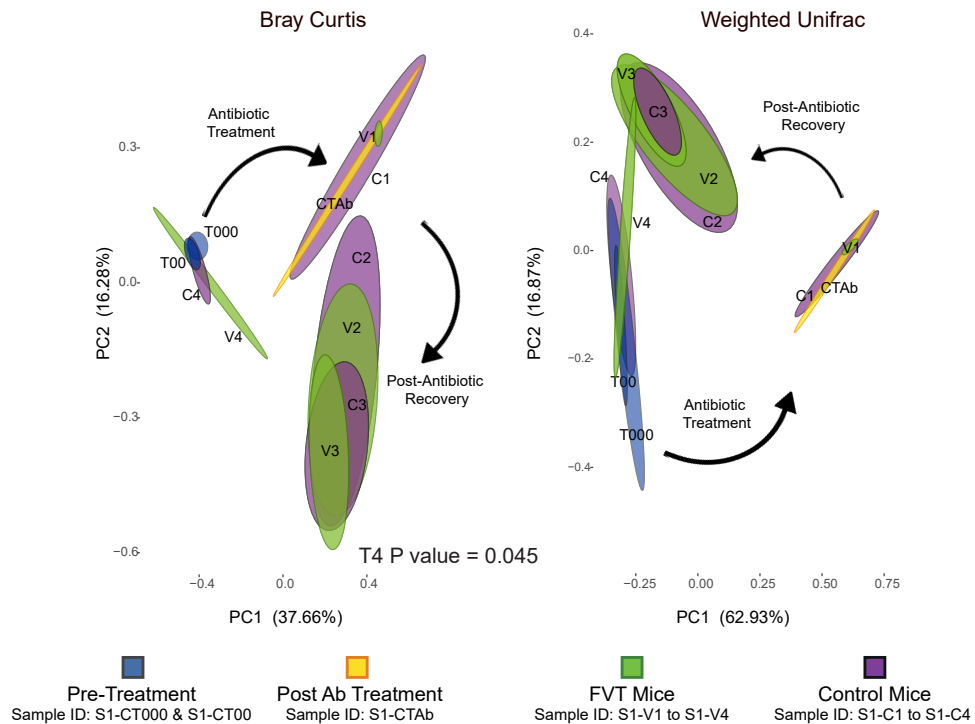 Bray Curtis
Weighted Unifrac
Antibiotic
Treatment
V1
C1
CTAb
T000
T00
C4
V4
C2
V2
C3
V3
Post-Antibiotic
Recovery
0.3-
0.0-
−0.3-
−0.6-
PC2 (16.28%)
T4 P value = 0.045
−0.4
0.0
0.4
PC1 (37.66%)
0.4-
0.2-
0.0-
−0.2-
−0.4-
PC2 (16.87%)
V3
C3
V2
C2
C4
V4
T00
T000
Post-Antibiotic
Recovery
V1
CTAb
C1
Antibiotic
Treatment
−0.25
0.00
0.25
0.50
0.75
PC1 (62.93%)
Pre-Treatment
Sample ID: S1-CT000 & S1-CT00
Post Ab Treatment
Sample ID: S1-CTAb
FVT Mice
Sample ID: S1-V1 to S1-V4
Control Mice
Sample ID: S1-C1 to S1-C4